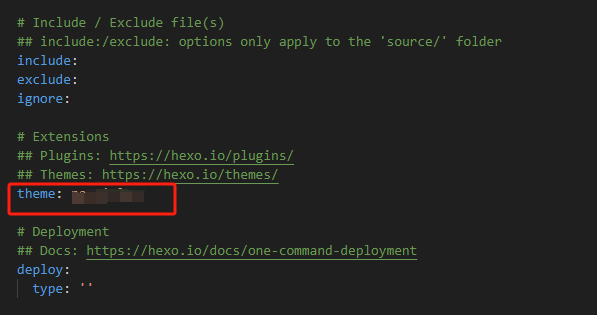 # Include / Exclude file(s)
## include:/exclude: options only apply to the 'source/' folder
include:
exclude:
ignore:
# Extensions
## Plugins: https://hexo.io/plugins/
## Themes: https://hexo.io/themes/
theme:
# Deployment
## Docs: https://hexo.io/docs/one-command-deployment
deploy:
type: ''